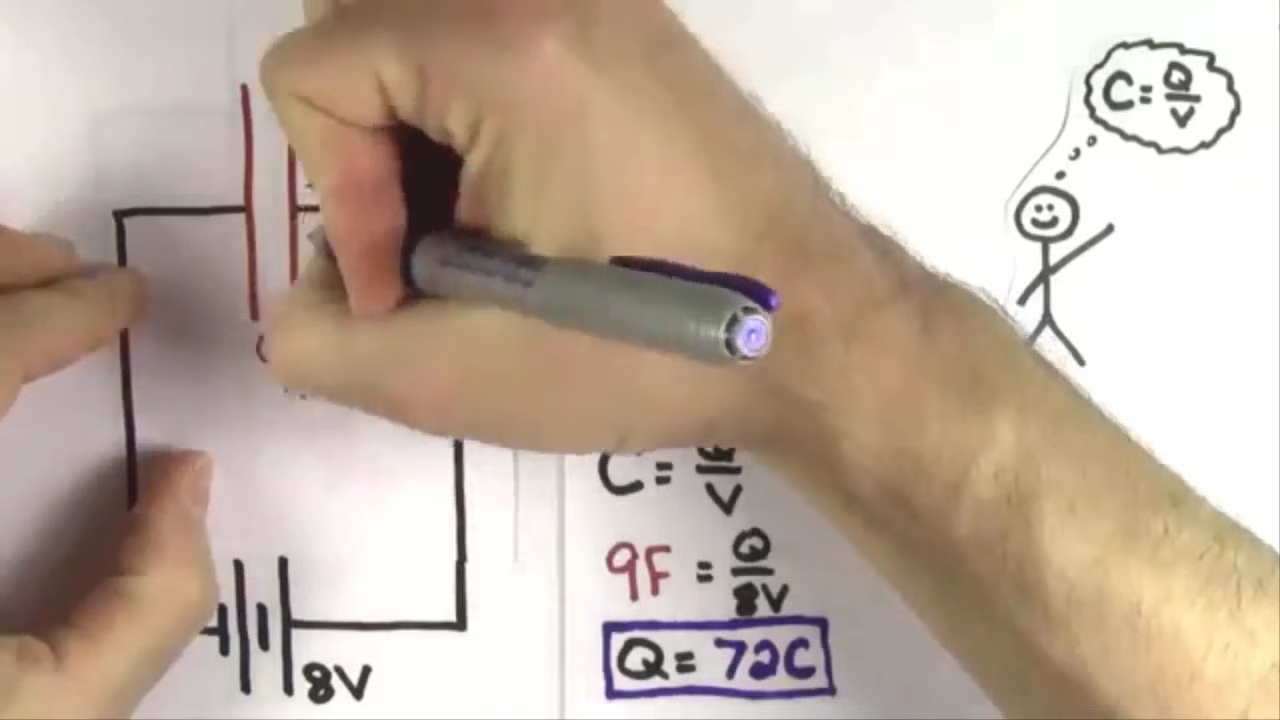 C = Q/V
C = Q/V
9F = Q/8V
Q = 72C
8V